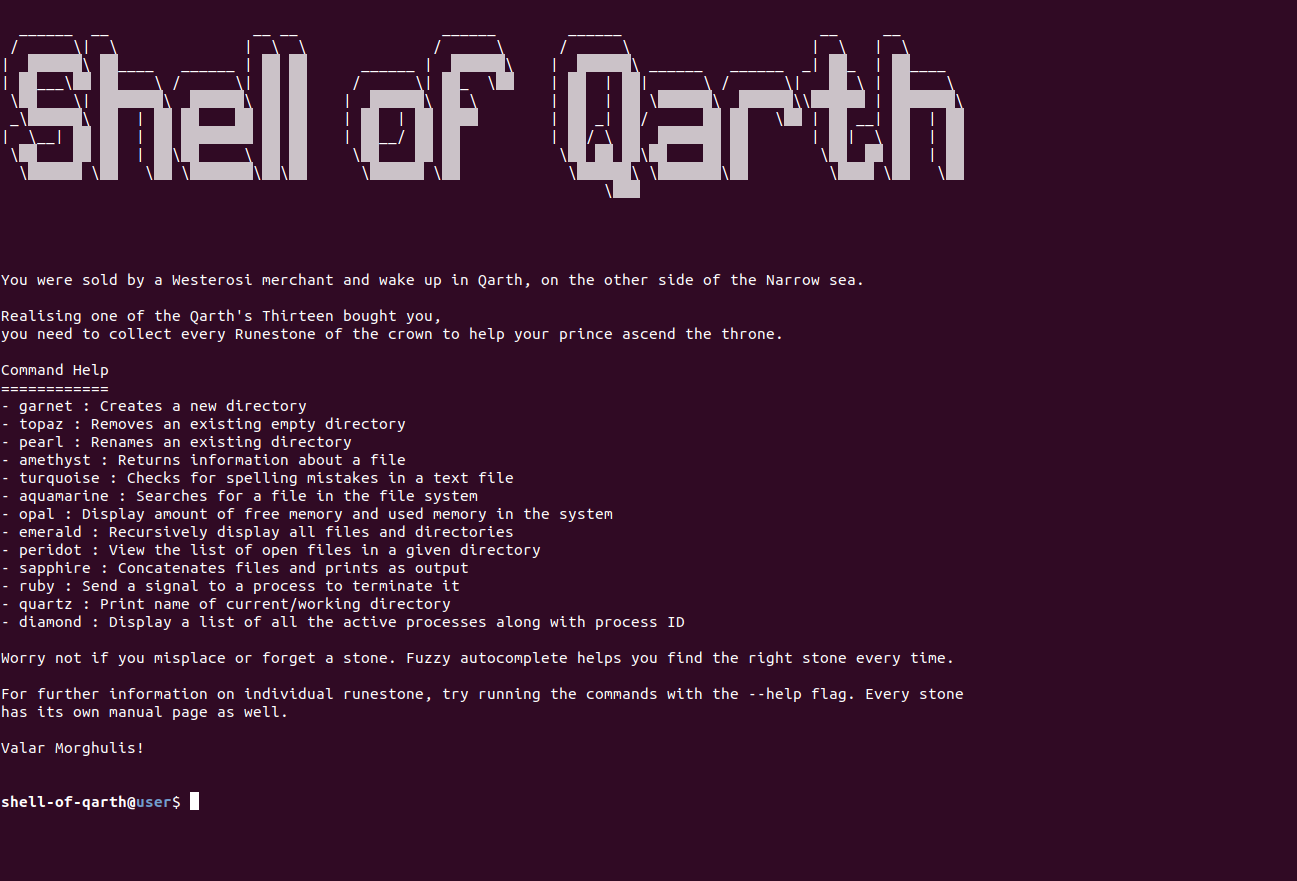 Shell of Qarth
You were sold by a Westerosi merchant and wake up in Qarth, on the other side of the Narrow sea.
Realising one of the Qarth's Thirteen bought you,
you need to collect every Runestone of the crown to help your prince ascend the throne.
Command Help
============
- garnet : Creates a new directory
- topaz : Removes an existing empty directory
- pearl : Renames an existing directory
- amethyst : Returns information about a file
- turquoise : Checks for spelling mistakes in a text file
- aquamarine : Searches for a file in the file system
- opal : Display amount of free memory and used memory in the system
- emerald : Recursively display all files and directories
- peridot : View the list of open files in a given directory
- sapphire : Concatenates files and prints as output
- ruby : Send a signal to a process to terminate it
- quartz : Print name of current/working directory
- diamond : Display a list of all the active processes along with process ID
Worry not if you misplace or forget a stone. Fuzzy autocomplete helps you find the right stone every time.
For further information on individual runestone, try running the commands with the --help flag. Every stone
has its own manual page as well.
Valar Morghulis!
shell-of-qarth@user$